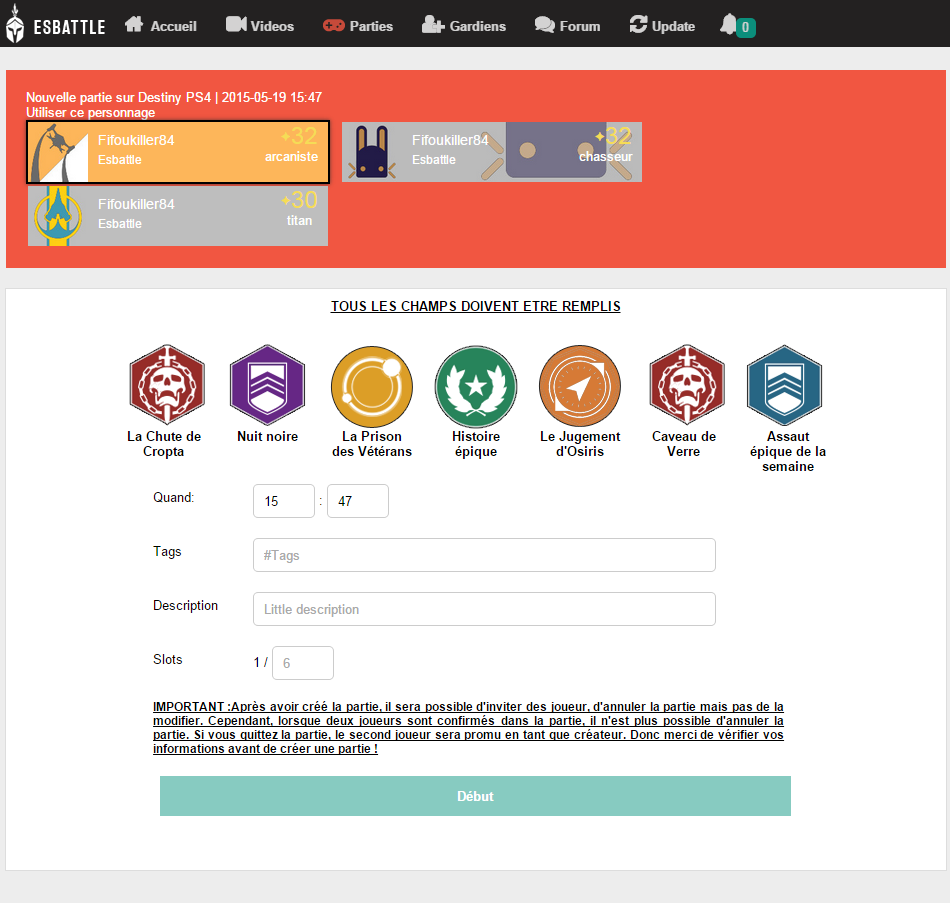 ESBATTLE Accueil Videos Parties Gardiens Forum Update 0
Nouvelle partie sur Destiny PS4 | 2015-05-19 15:47
Utiliser ce personnage
Fifoukiller84 32
Esbattle arcaniste
Fifoukiller84 32
Esbattle chasseur
Fifoukiller84 30
Esbattle titan
TOUS LES CHAMPS DOIVENT ETRE REMPLIS
La Chute de
Cropta
Nuit noire
La Prison
des Vétérans
Histoire
épique
Le Jugement
d'Osiris
Caveau de
Verre
Assaut
épique de la
semaine
Quand: 15 : 47
Tags #Tags
Description Little description
Slots 1 / 6
IMPORTANT :Après avoir créé la partie, il sera possible d'inviter des joueur, d'annuler la partie mais pas de la
modifier. Cependant, lorsque deux joueurs sont confirmés dans la partie, il n'est plus possible d'annuler la
partie. Si vous quittez la partie, le second joueur sera promu en tant que créateur. Donc merci de vérifier vos
informations avant de créer une partie !
Début